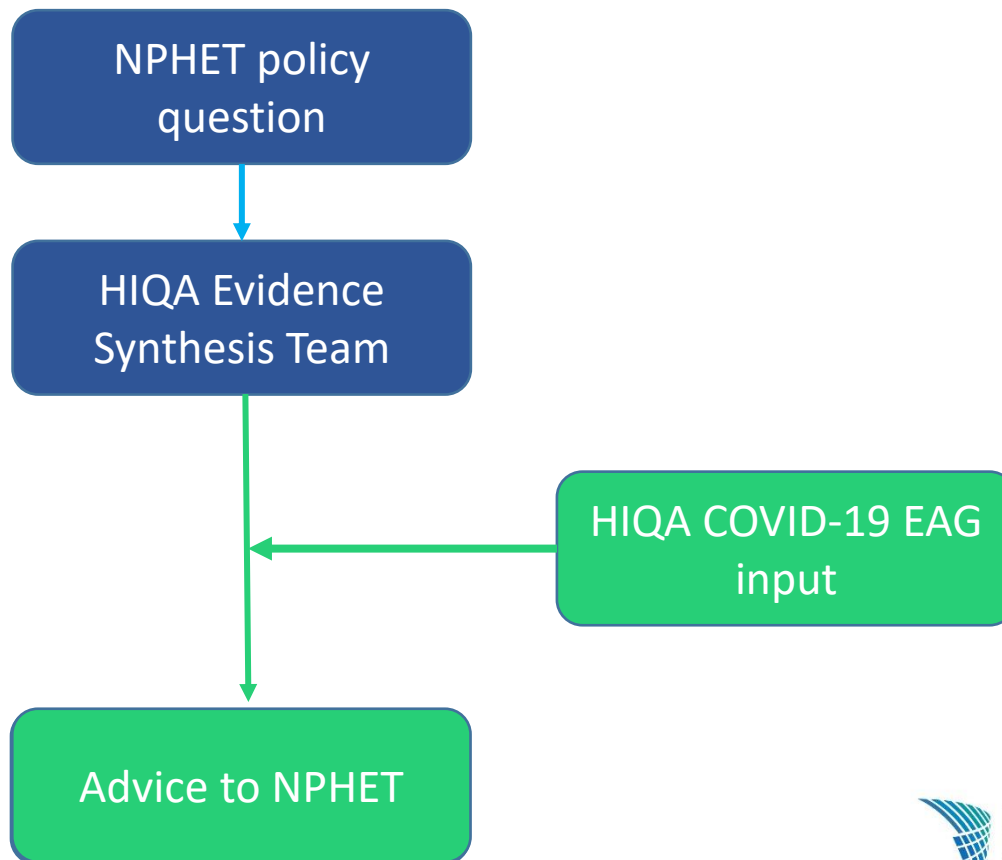 NPHET policy
question
HIQA Evidence
Synthesis Team
HIQA COVID-19 EAG
input
Advice to NPHET